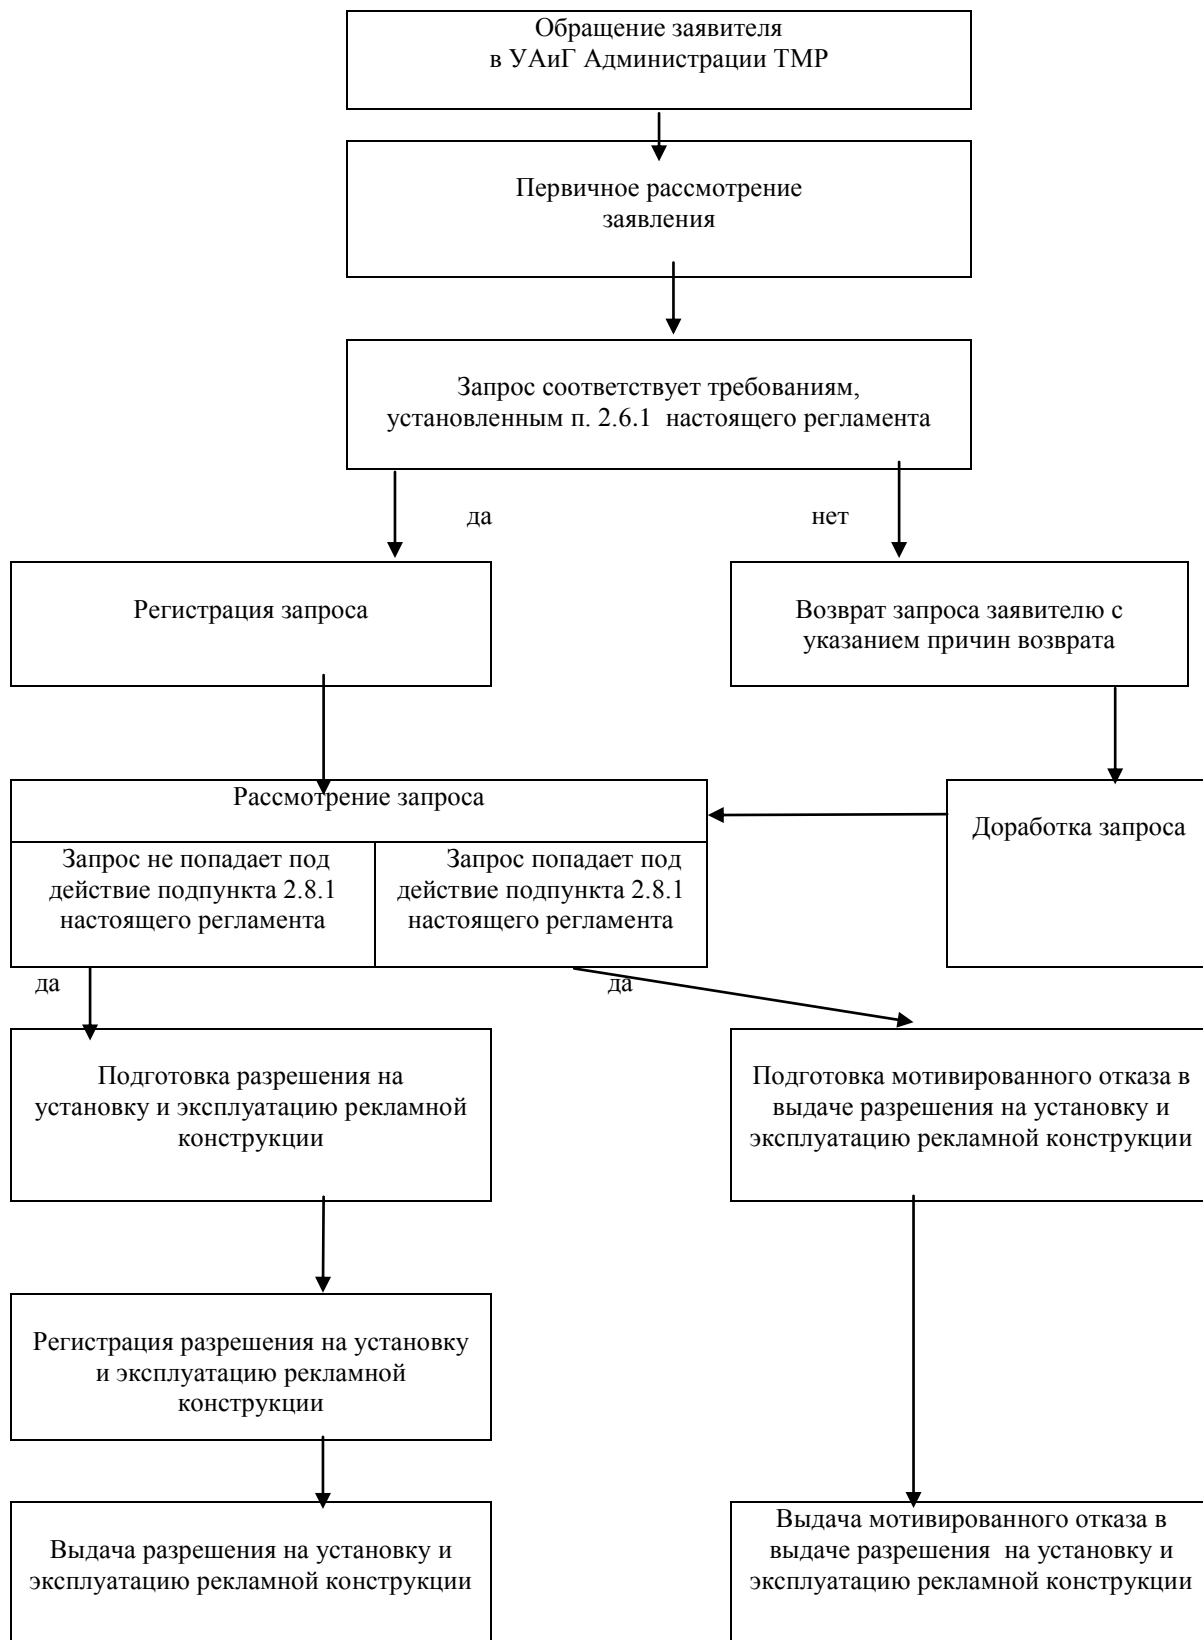 Обращение заявителя
в УАиГ Администрации ТМР
Первичное рассмотрение
заявления
Запрос соответствует требованиям,
установленным п. 2.6.1 настоящего регламента
да
нет
Регистрация запроса
Возврат запроса заявителю с
указанием причин возврата
Рассмотрение запроса
Доработка запроса
Запрос не попадает под
действие подпункта 2.8.1
настоящего регламента
Запрос попадает под
действие подпункта 2.8.1
настоящего регламента
да
да
Подготовка разрешения на
установку и эксплуатацию рекламной
конструкции
Подготовка мотивированного отказа в
выдаче разрешения на установку и
эксплуатацию рекламной конструкции
Регистрация разрешения на установку
и эксплуатацию рекламной
конструкции
Выдача разрешения на установку и
эксплуатацию рекламной конструкции
Выдача мотивированного отказа в
выдаче разрешения на установку и
эксплуатацию рекламной конструкции